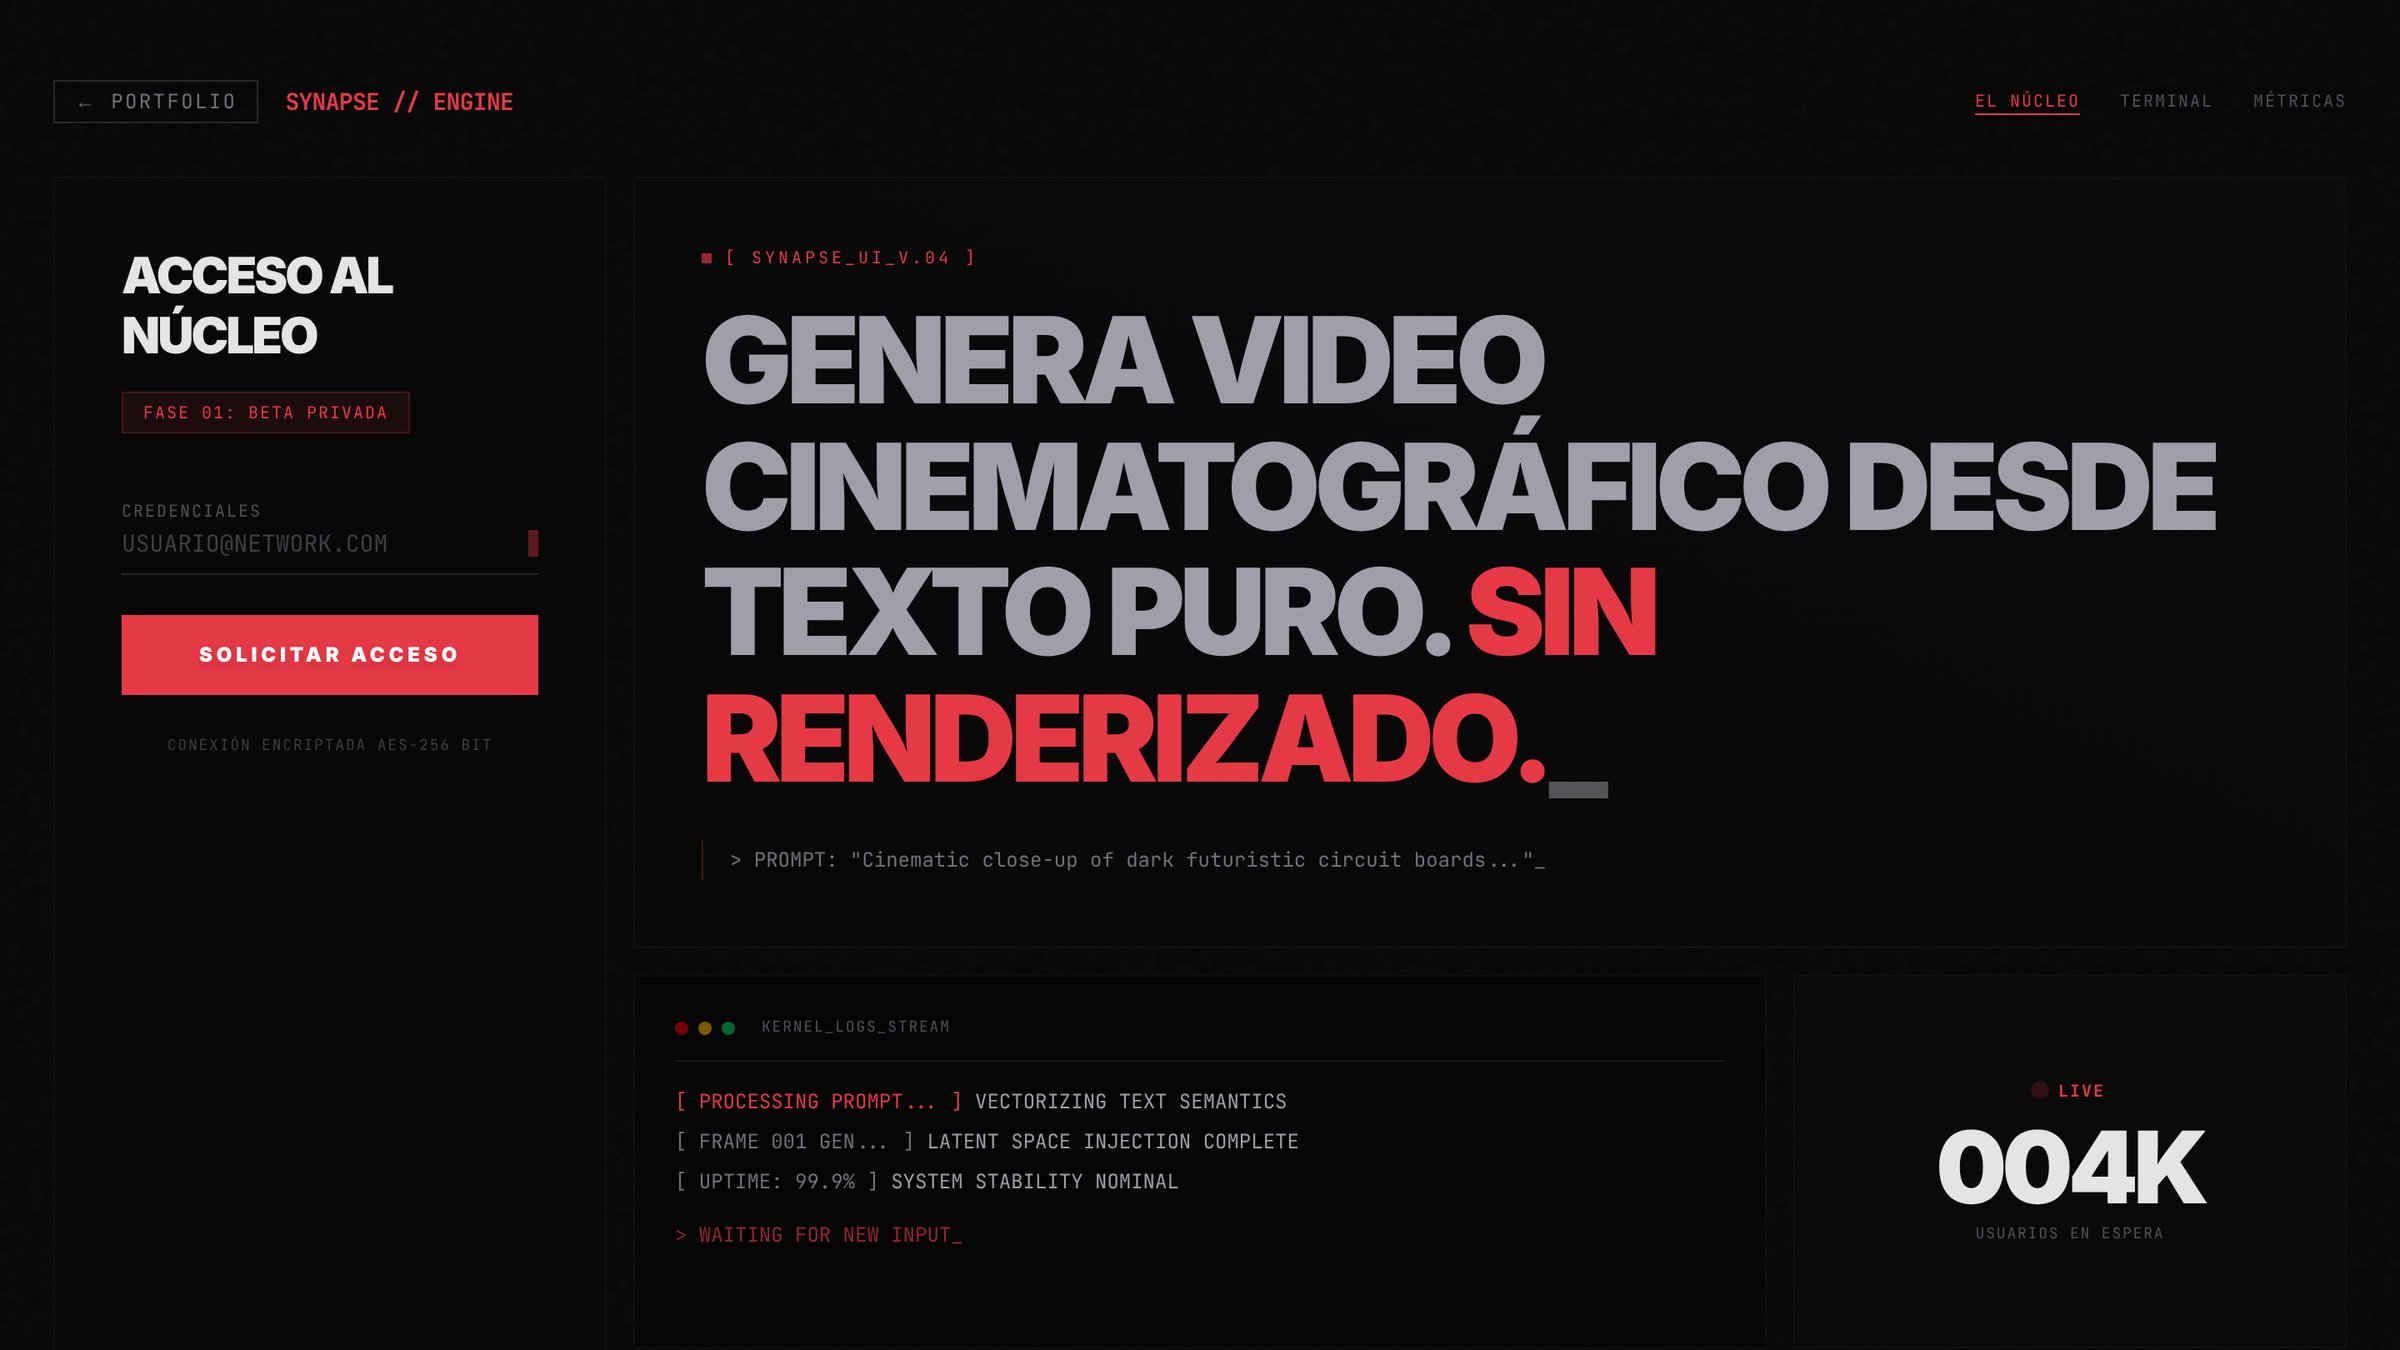 ← PORTFOLIO
SYNAPSE // ENGINE
EL NÚCLEO
TERMINAL
MÉTRICAS
ACCESO AL
NÚCLEO
FASE 01: BETA PRIVADA
CREDENCIALES
USUARIO@NETWORK.COM
SOLICITAR ACCESO
CONEXIÓN ENCRIPTADA AES-256 BIT
[ SYNAPSE_UI_V.04 ]
GENERA VIDEO
CINEMATOGRÁFICO DESDE
TEXTO PURO. SIN
RENDERIZADO._
> PROMPT: "Cinematic close-up of dark futuristic circuit boards..."_
KERNEL_LOGS_STREAM
[ PROCESSING PROMPT... ] VECTORIZING TEXT SEMANTICS
[ FRAME 001 GEN... ] LATENT SPACE INJECTION COMPLETE
[ UPTIME: 99.9% ] SYSTEM STABILITY NOMINAL
> WAITING FOR NEW INPUT_
LIVE
004K
USUARIOS EN ESPERA